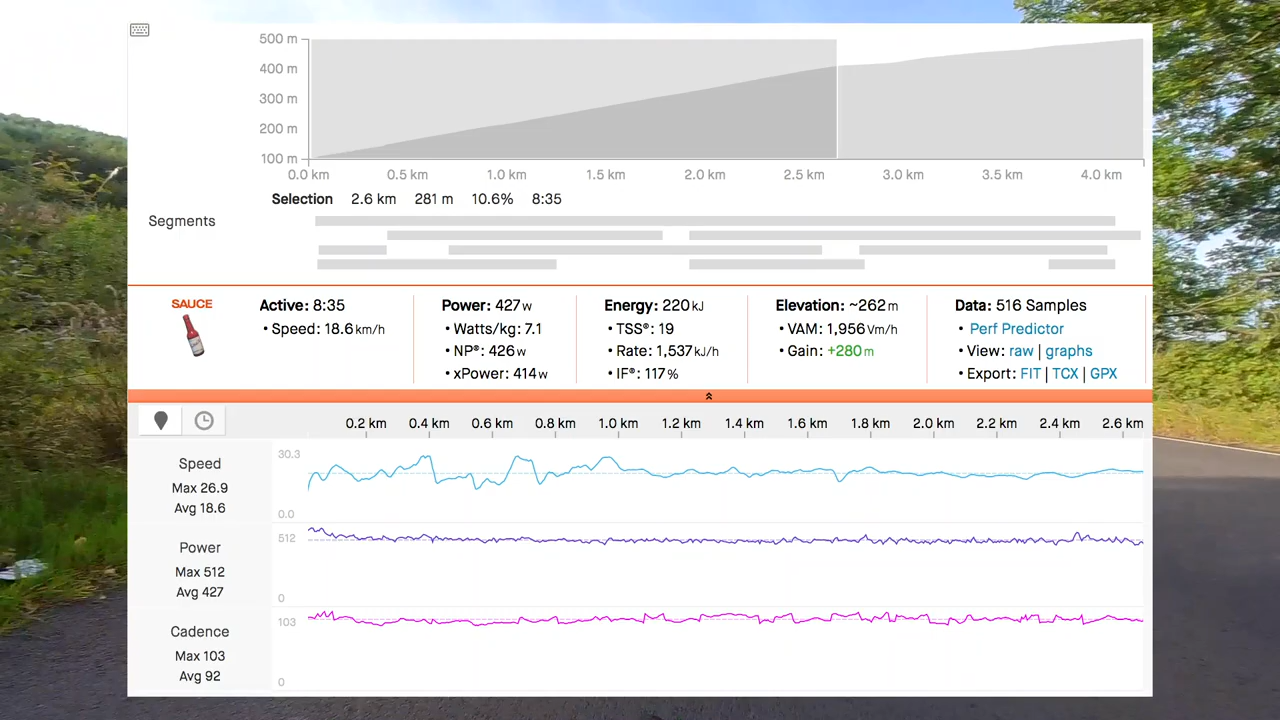 500 m
400 m
300 m
200 m
100 m
0.0 km 0.5 km 1.0 km 1.5 km 2.0 km 2.5 km 3.0 km 3.5 km 4.0 km
Selection 2.6 km 281 m 10.6% 8:35
Segments
SAUCE
Active: 8:35
• Speed: 18.6 km/h
Power: 427 w
• Watts/kg: 7.1
• NP®: 426 w
• xPower: 414 w
Energy: 220 kJ
• TSS®: 19
• Rate: 1,537 kJ/h
• IF®: 117 %
Elevation: ~262 m
• VAM: 1,956 Vm/h
• Gain: +280 m
Data: 516 Samples
• Perf Predictor
• View: raw | graphs
• Export: FIT | TCX | GPX
0.2 km 0.4 km 0.6 km 0.8 km 1.0 km 1.2 km 1.4 km 1.6 km 1.8 km 2.0 km 2.2 km 2.4 km 2.6 km
Speed
Max 26.9
Avg 18.6
30.3
0.0
Power
Max 512
Avg 427
512
0
Cadence
Max 103
Avg 92
103
0